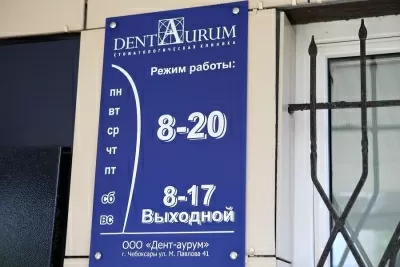 DENTAURUM
СТОМАТОЛОГИЧЕСКАЯ КЛИНИКА
Режим работы:
пн
вт
ср
чт
пт
8-20
сб 8-17
вс Выходной
ООО «Дент-аурум»
г. Чебоксары ул. М. Павлова 41